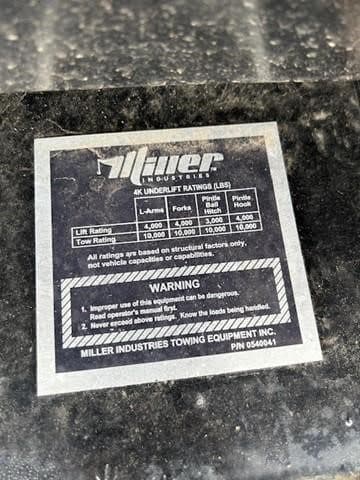 Miller
INDUSTRIES
4K UNDERLIFT RATINGS (LBS)
L-Arms Forks Pintle Ball Hitch Pintle Hook
Lift Rating 4,000 4,000 3,000 4,000
Tow Rating 10,000 10,000 10,000 10,000
All ratings are based on structural factors only,
not vehicle capacities or capabilities.
WARNING
1. Improper use of this equipment can be dangerous.
Read operator's manual first.
2. Never exceed above ratings. Know the loads being handled.
MILLER INDUSTRIES TOWING EQUIPMENT INC.
P/N 0540041